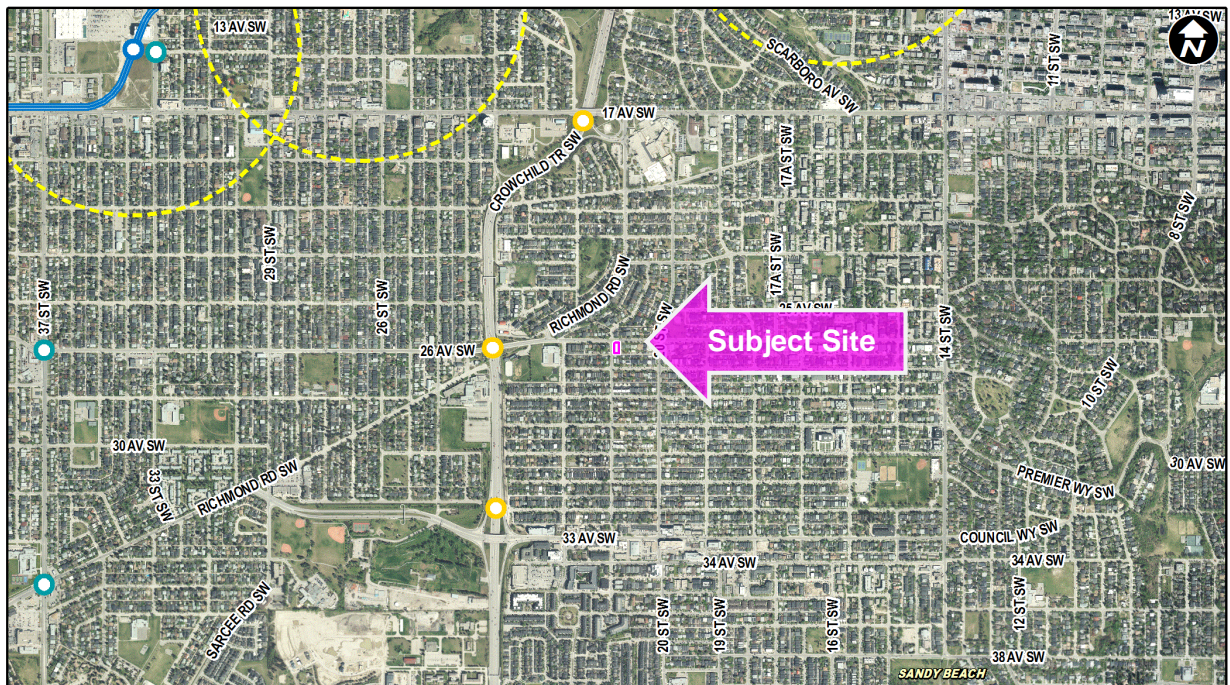 13 AV SW
13 AV SW
N
SCARBORO AV SW
11 ST SW
17 AV SW
CROWCHILD TR SW
17A ST SW
8 ST SW
29 ST SW
RICHMOND RD SW
17A ST SW
26 ST SW
37 ST SW
25 AV SW
14 ST SW
Subject Site
26 AV SW
10 ST SW
30 AV SW
30 AV SW
33 ST SW
RICHMOND RD SW
PREMIER WY SW
COUNCIL WY SW
33 AV SW
34 AV SW
34 AV SW
SARCEE RD SW
20 ST SW
19 ST SW
16 ST SW
12 ST SW
38 AV SW
SANDY BEACH